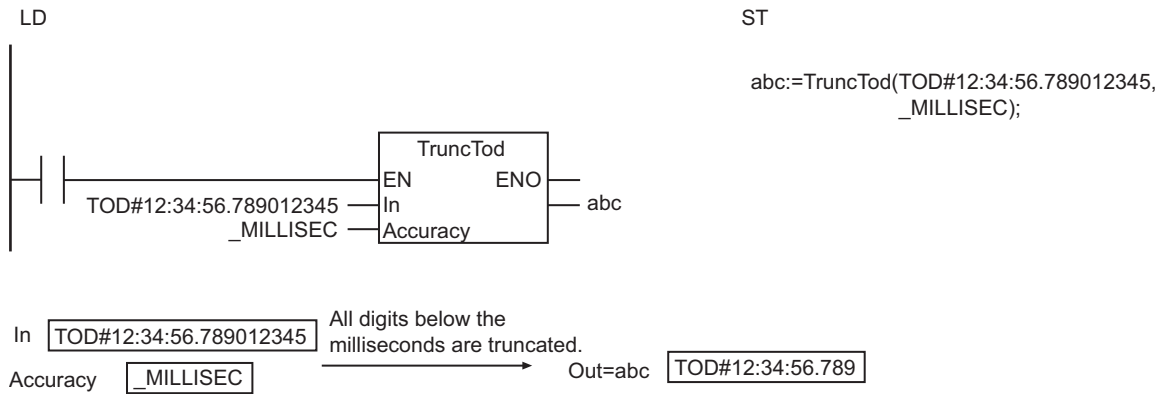 LD
ST
abc:=TruncTod(TOD#12:34:56.789012345,
_MILLISEC);
TruncTod
EN ENO
TOD#12:34:56.789012345 In abc
_MILLISEC Accuracy
In TOD#12:34:56.789012345
All digits below the
milliseconds are truncated.
Accuracy _MILLISEC
Out=abc TOD#12:34:56.789